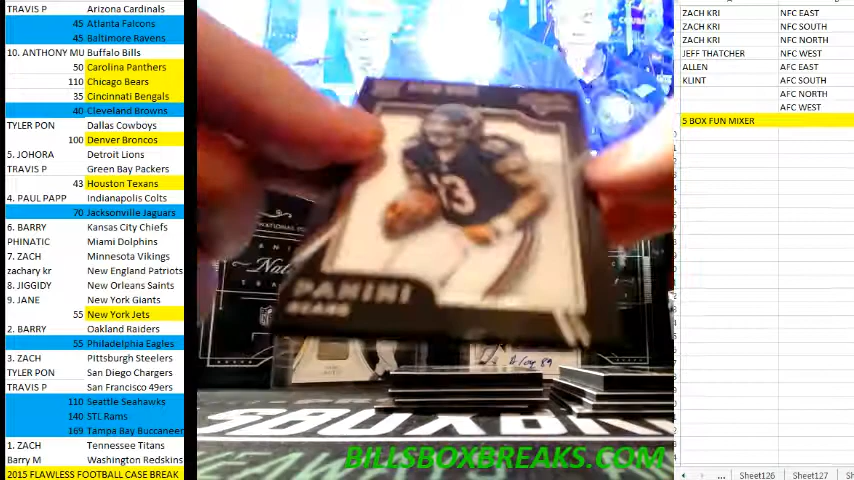 TRAVIS P Arizona Cardinals
45 Atlanta Falcons
45 Baltimore Ravens
10. ANTHONY MU Buffalo Bills
50 Carolina Panthers
110 Chicago Bears
35 Cincinnati Bengals
40 Cleveland Browns
TYLER PON Dallas Cowboys
100 Denver Broncos
5. JOHORA Detroit Lions
TRAVIS P Green Bay Packers
43 Houston Texans
4. PAUL PAPP Indianapolis Colts
70 Jacksonville Jaguars
6. BARRY Kansas City Chiefs
PHINATIC Miami Dolphins
7. ZACH Minnesota Vikings
zachary kr New England Patriots
8. JIGGIDY New Orleans Saints
9. JANE New York Giants
55 New York Jets
2. BARRY Oakland Raiders
55 Philadelphia Eagles
3. ZACH Pittsburgh Steelers
TYLER PON San Diego Chargers
TRAVIS P San Francisco 49ers
110 Seattle Seahawks
140 STL Rams
169 Tampa Bay Buccaneer
1. ZACH Tennessee Titans
Barry M Washington Redskins
2015 FLAWLESS FOOTBALL CASE BREAK
13
PANINI
BEARS
BILLSBOXBREAKS.COM
ZACH KRI NFC EAST
ZACH KRI NFC SOUTH
ZACH KRI NFC NORTH
JEFF THATCHER NFC WEST
ALLEN AFC EAST
KLINT AFC SOUTH
AFC NORTH
AFC WEST
5 BOX FUN MIXER
... Sheet126 Sheet127